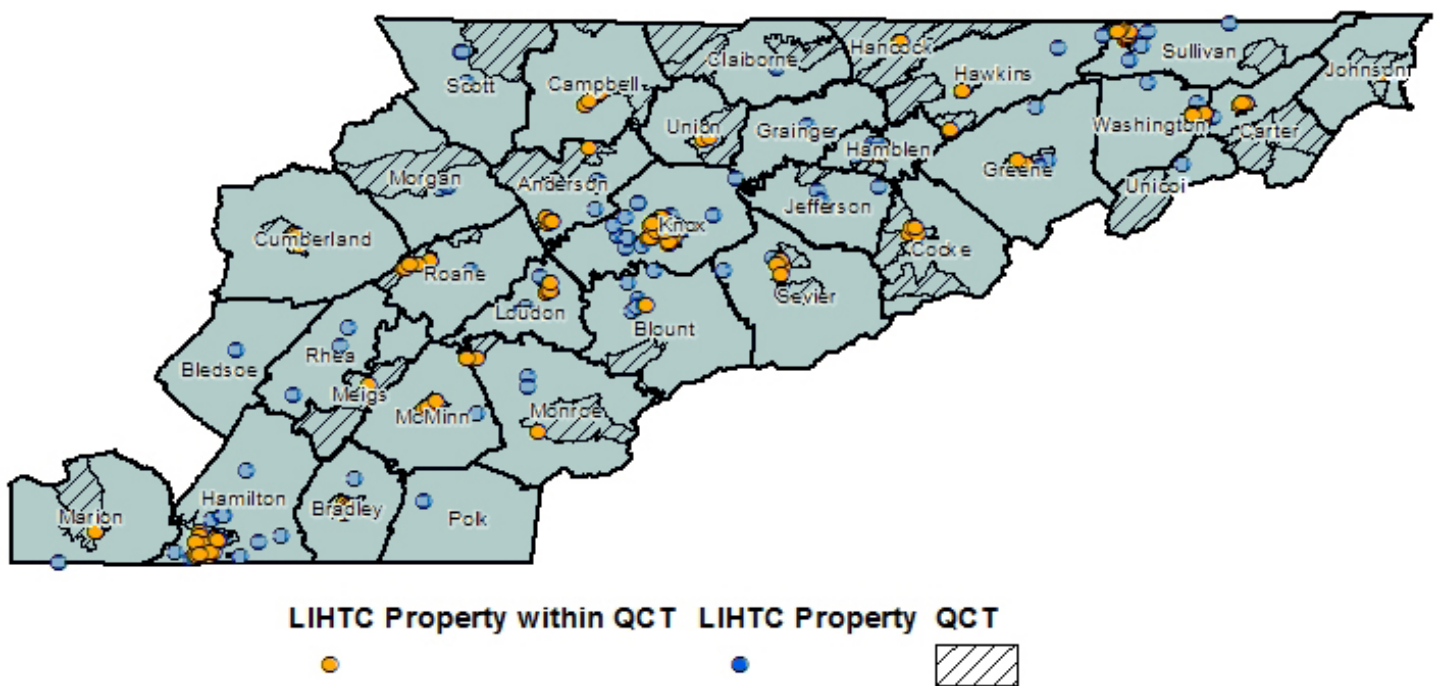 Scott
Campbell
Claiborne
Hancock
Hawkins
Sullivan
Johnson
Union
Grainger
Hamblen
Washington
Carter
Morgan
Anderson
Greene
Unicoi
Cumberland
Knox
Jefferson
Cocke
Roane
Loudon
Blount
Sevier
Bledsoe
Rhea
Meigs
McMinn
Monroe
Marion
Hamilton
Bradley
Polk
LIHTC Property within QCT LIHTC Property QCT